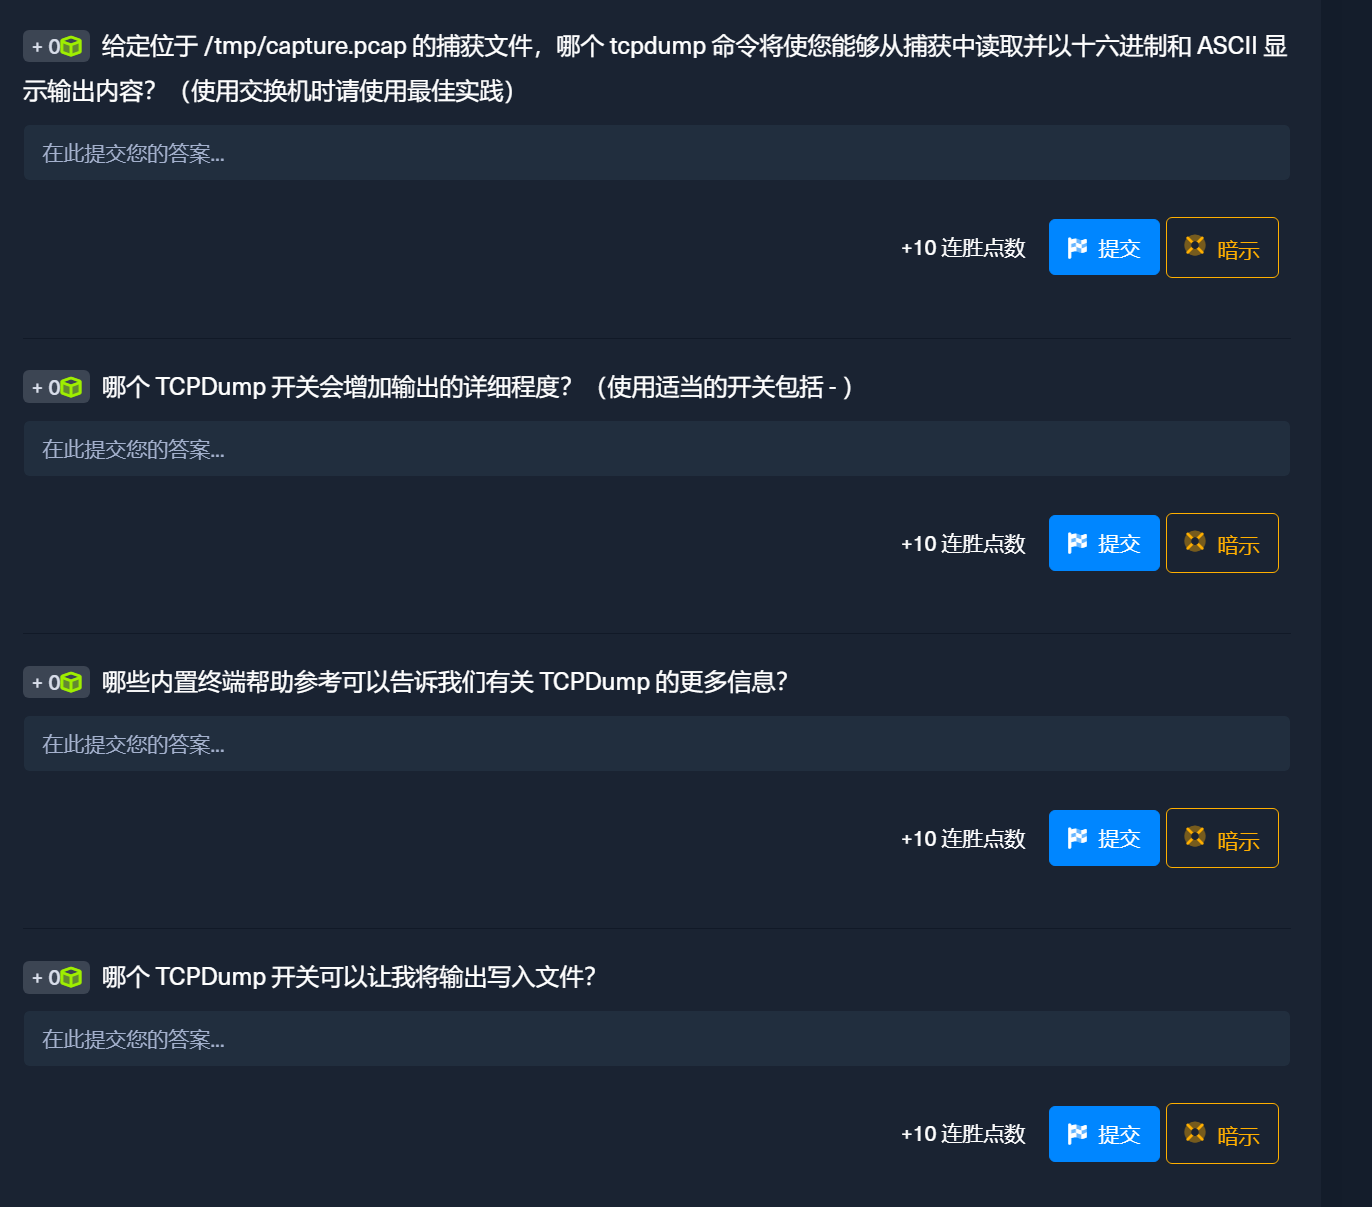 + 0 给定位于 /tmp/capture.pcap 的捕获文件，哪个 tcpdump 命令将使您能够从捕获中读取并以十六进制和 ASCII 显
示输出内容？（使用交换机时请使用最佳实践）
在此提交您的答案...
+10 连胜点数 提交 暗示
+ 0 哪个 TCPDump 开关会增加输出的详细程度？（使用适当的开关包括 - ）
在此提交您的答案...
+10 连胜点数 提交 暗示
+ 0 哪些内置终端帮助参考可以告诉我们有关 TCPDump 的更多信息？
在此提交您的答案...
+10 连胜点数 提交 暗示
+ 0 哪个 TCPDump 开关可以让我将输出写入文件？
在此提交您的答案...
+10 连胜点数 提交 暗示